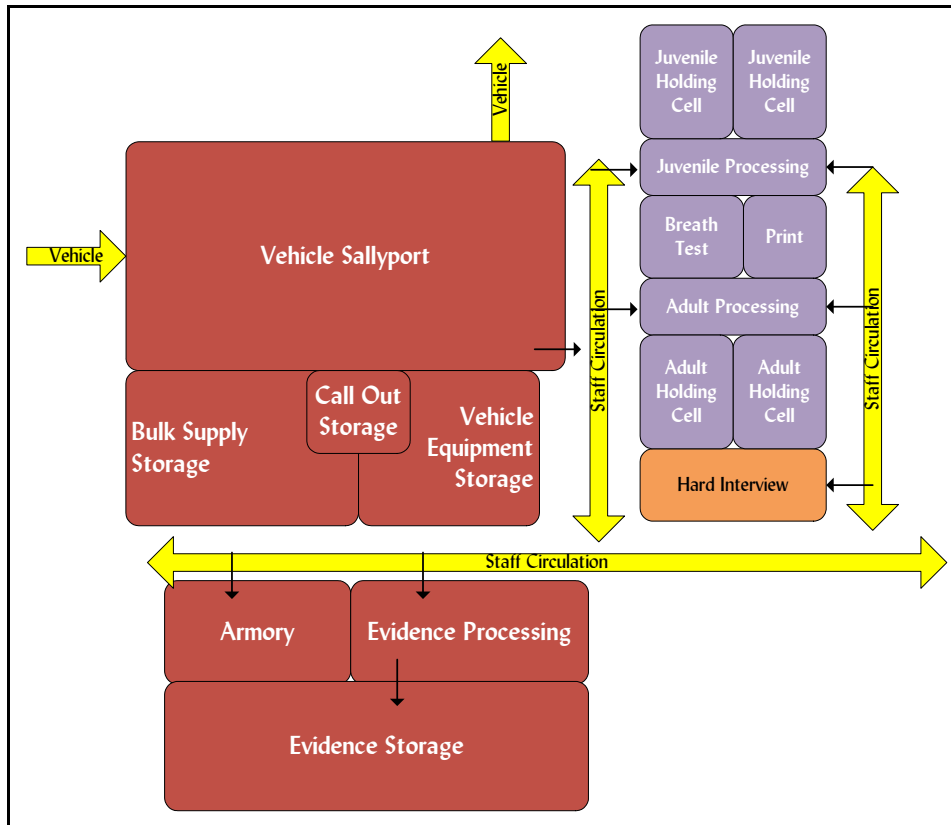 Vehicle
Vehicle
Vehicle Sallyport
Bulk Supply
Storage
Call Out
Storage
Vehicle
Equipment
Storage
Staff Circulation
Juvenile
Holding
Cell
Juvenile
Holding
Cell
Juvenile Processing
Breath
Test
Print
Adult Processing
Adult
Holding
Cell
Adult
Holding
Cell
Hard Interview
Staff Circulation
Staff Circulation
Armory
Evidence Processing
Evidence Storage